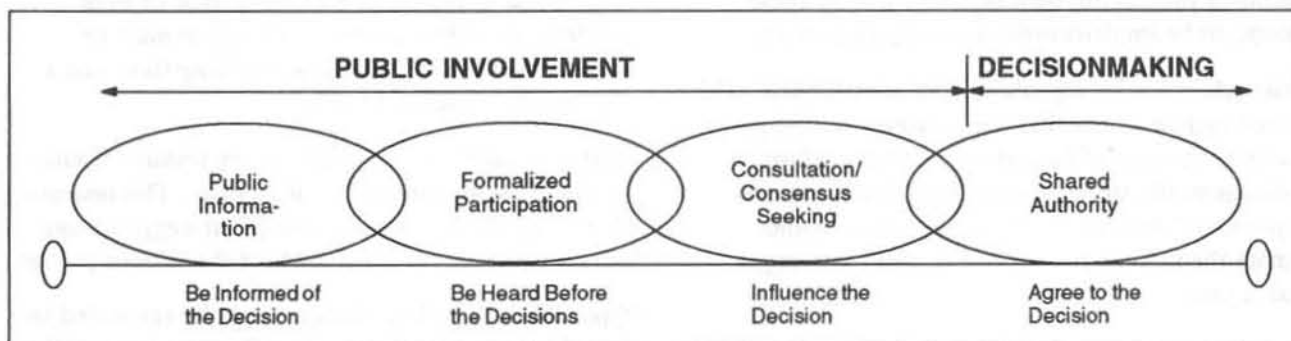 PUBLIC INVOLVEMENT
DECISIONMAKING
Public
Informa-
tion
Formalized
Participation
Consultation/
Consensus
Seeking
Shared
Authority
Be Informed of
the Decision
Be Heard Before
the Decisions
Influence the
Decision
Agree to the
Decision